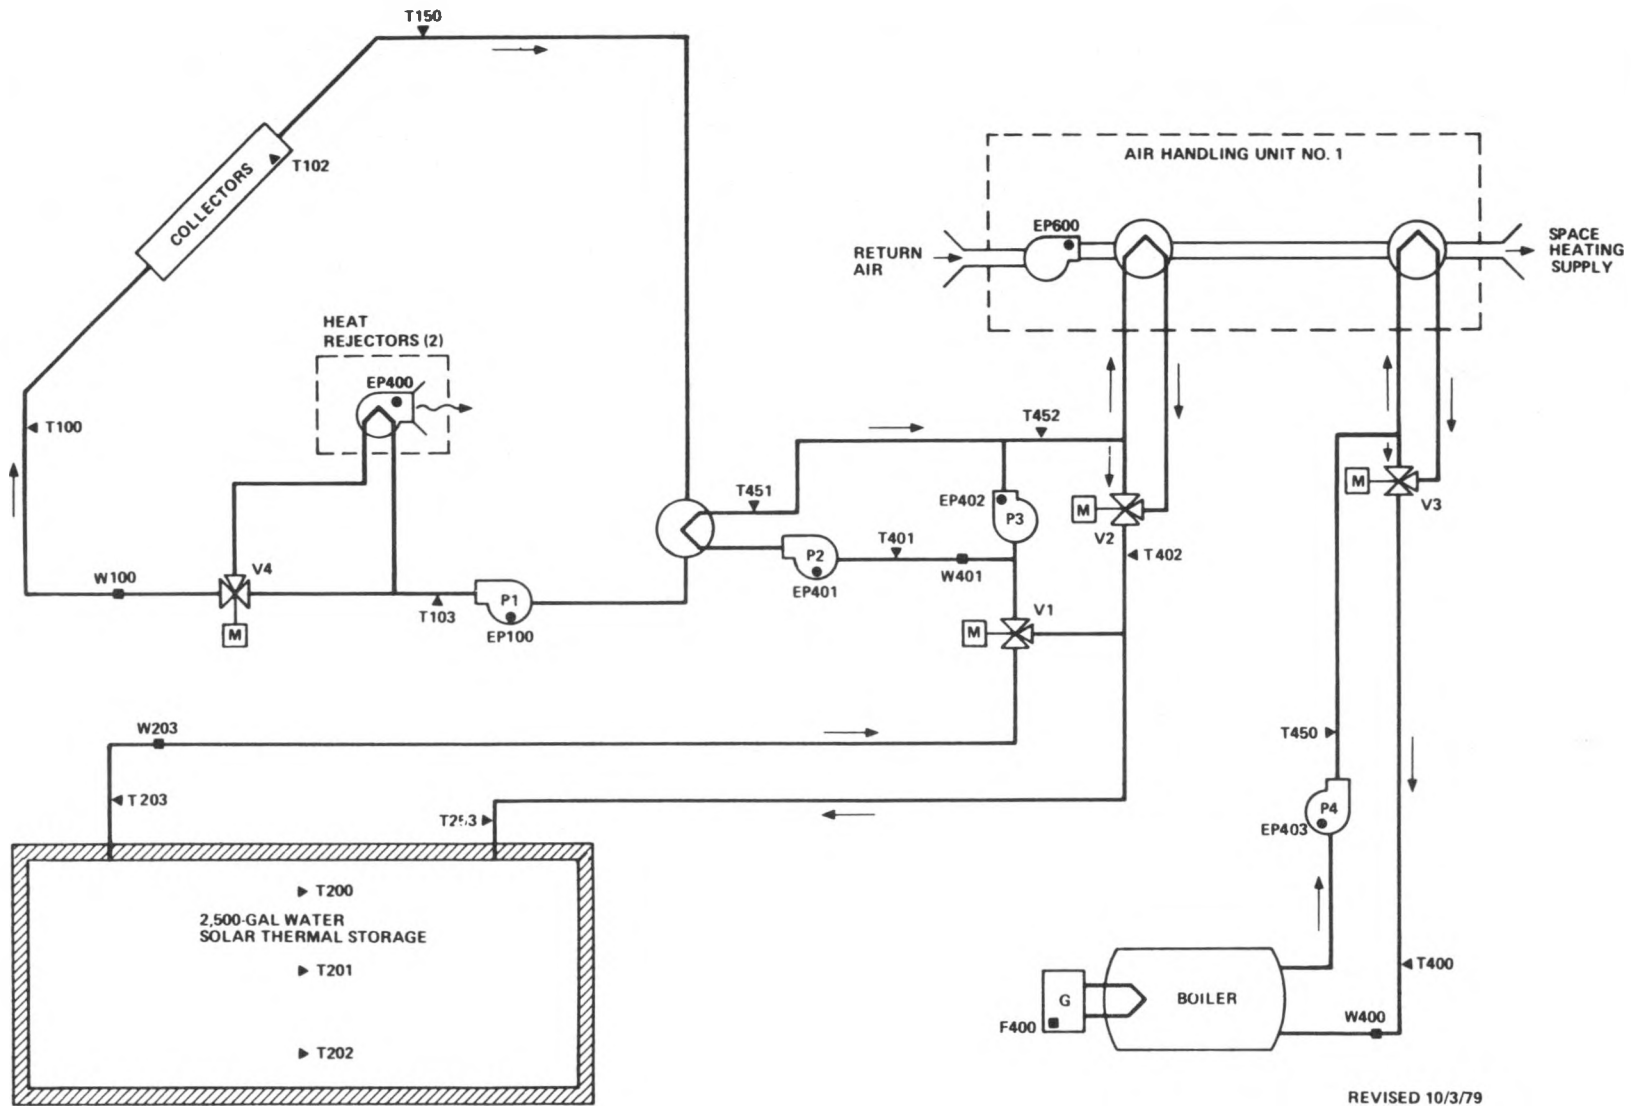 T150
COLLECTORS
T102
AIR HANDLING UNIT NO. 1
EP600
RETURN
AIR
SPACE
HEATING
SUPPLY
HEAT
REJECTORS (2)
EP400
T100
T452
T451
EP402
P3
M
V2
M
V3
T402
W100
V4
M
T103
P1
EP100
P2
EP401
T401
W401
V1
M
W203
T203
T450
P4
EP403
T200
2,500-GAL WATER
SOLAR THERMAL STORAGE
T201
T202
G
F400
BOILER
T400
W400
REVISED 10/3/79